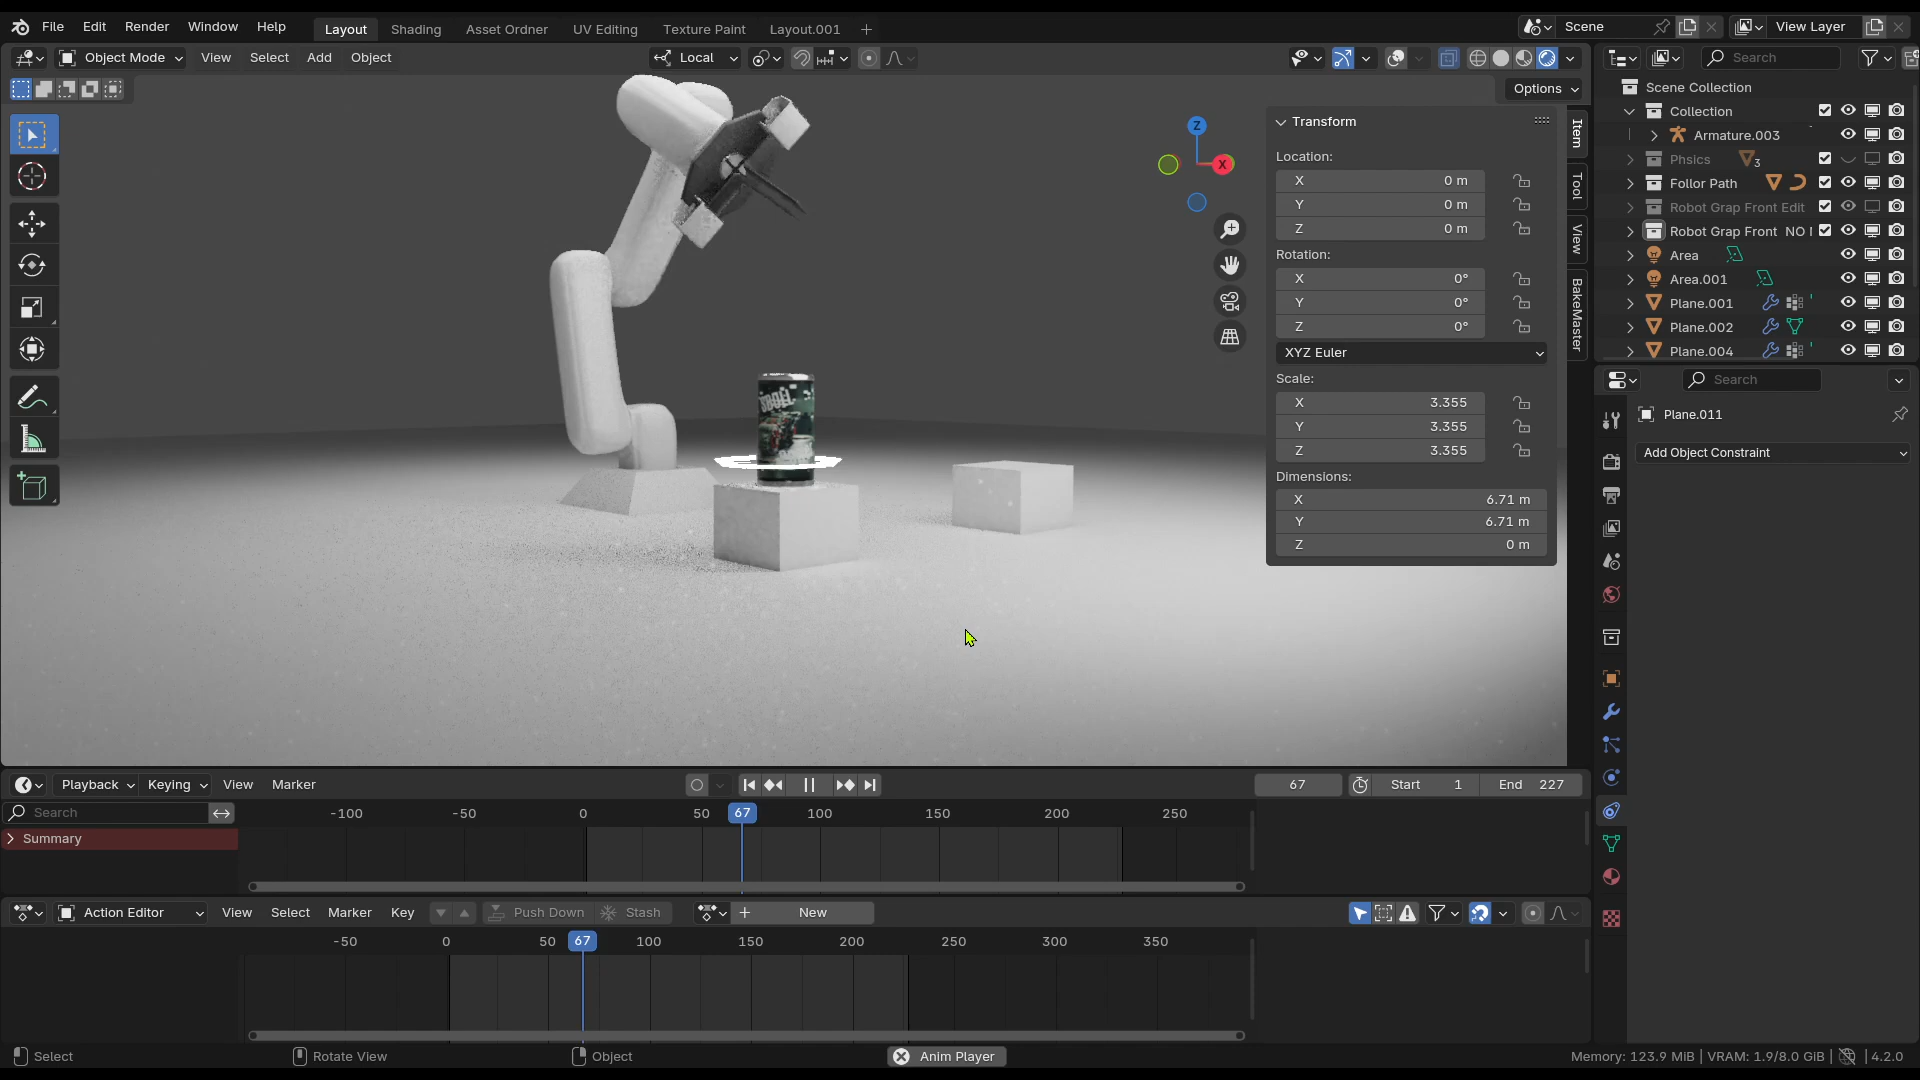 File Edit Render Window Help Layout Shading Asset Ordner UV Editing Texture Paint Layout.001 Scene View Layer
Object Mode View Select Add Object Local Search
Options
Scene Collection
Collection
Armature.003
Phsics 3
Follor Path
Robot Grap Front Edit
Robot Grap Front NO
Area
Area.001
Plane.001
Plane.002
Plane.004
Z
X
Transform
Location:
X 0 m
Y 0 m
Z 0 m
Rotation:
X 0°
Y 0°
Z 0°
XYZ Euler
Scale:
X 3.355
Y 3.355
Z 3.355
Dimensions:
X 6.71 m
Y 6.71 m
Z 0 m
Item
Tool
View
BakeMaster
Search
Plane.011
Add Object Constraint
Playback Keying View Marker 67 Start 1 End 227
Search -100 -50 0 50 67 100 150 200 250
Summary
Action Editor View Select Marker Key Push Down Stash New
-50 0 50 67 100 150 200 250 300 350
Select Rotate View Object Anim Player Memory: 123.9 MiB | VRAM: 1.9/8.0 GiB | 4.2.0